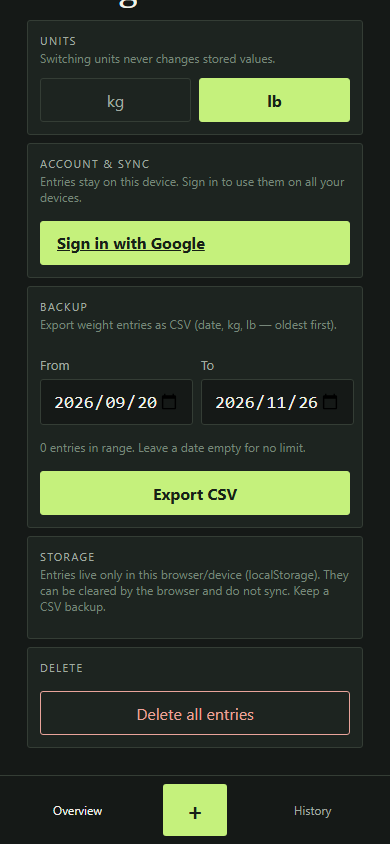 UNITS
Switching units never changes stored values.
kg
lb
ACCOUNT & SYNC
Entries stay on this device. Sign in to use them on all your
devices.
Sign in with Google
BACKUP
Export weight entries as CSV (date, kg, lb — oldest first).
From
To
2026/09/20
2026/11/26
0 entries in range. Leave a date empty for no limit.
Export CSV
STORAGE
Entries live only in this browser/device (localStorage). They
can be cleared by the browser and do not sync. Keep a
CSV backup.
DELETE
Delete all entries
Overview
+
History